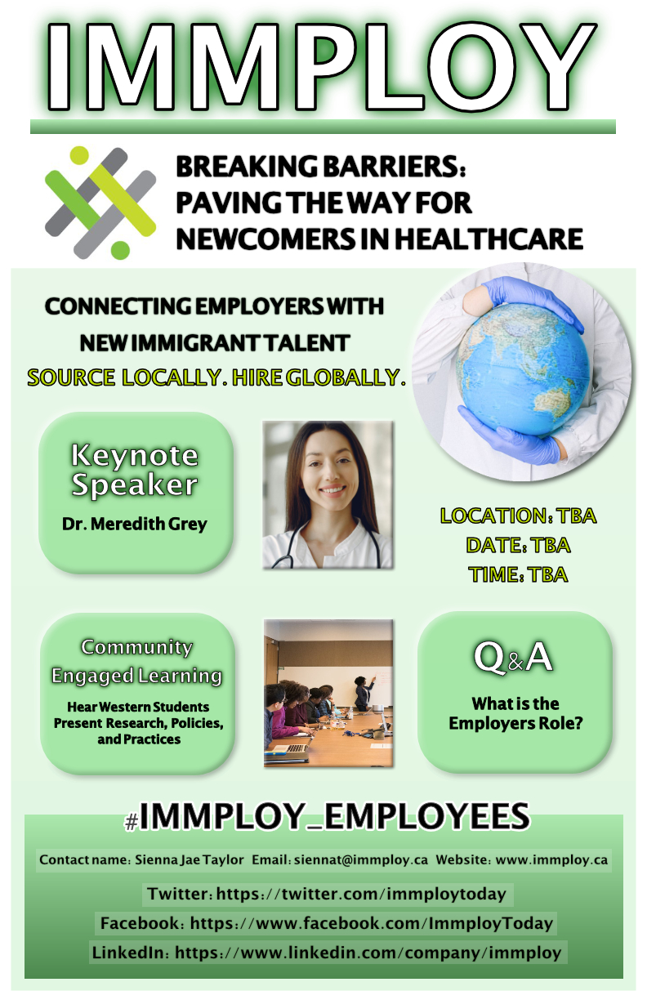 IMMPLOY
BREAKING BARRIERS:
PAVING THE WAY FOR
NEWCOMERS IN HEALTHCARE
CONNECTING EMPLOYERS WITH
NEW IMMIGRANT TALENT
SOURCE LOCALLY. HIRE GLOBALLY.
Keynote
Speaker
Dr. Meredith Grey
LOCATION: TBA
DATE: TBA
TIME: TBA
Community
Engaged Learning
Hear Western Students
Present Research, Policies,
and Practices
Q&A
What is the
Employers Role?
#IMMPLOY_EMPLOYEES
Contact name: Sienna Jae Taylor Email: siennat@immploy.ca Website: www.immploy.ca
Twitter: https://twitter.com/immploytoday
Facebook: https://www.facebook.com/ImmployToday
LinkedIn: https://www.linkedin.com/company/immploy